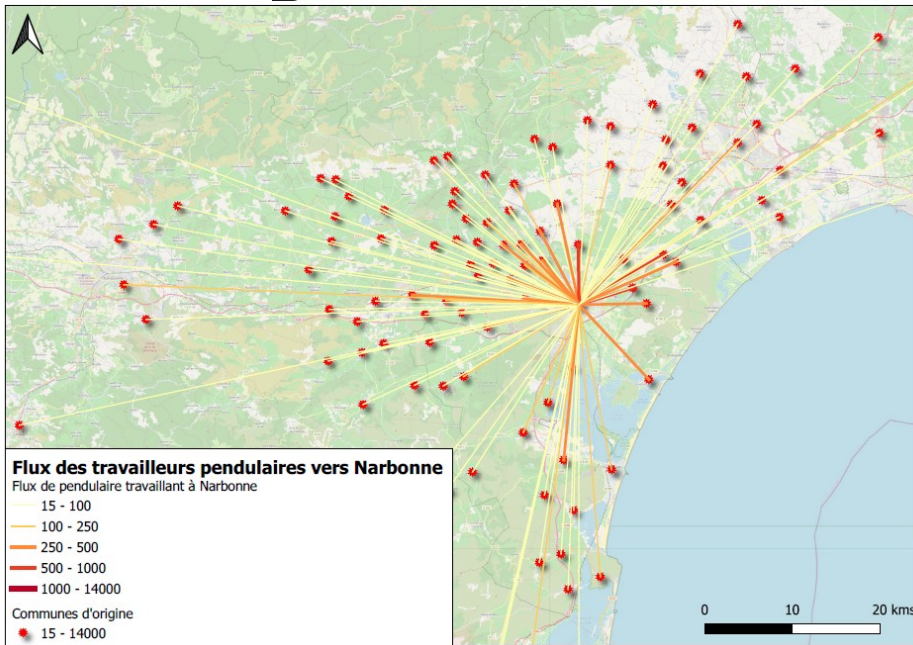 Flux des travailleurs pendulaires vers Narbonne
Flux de pendulaire travaillant à Narbonne
15 - 100
100 - 250
250 - 500
500 - 1000
1000 - 14000
Communes d'origine
15 - 14000
0 10 20 kms